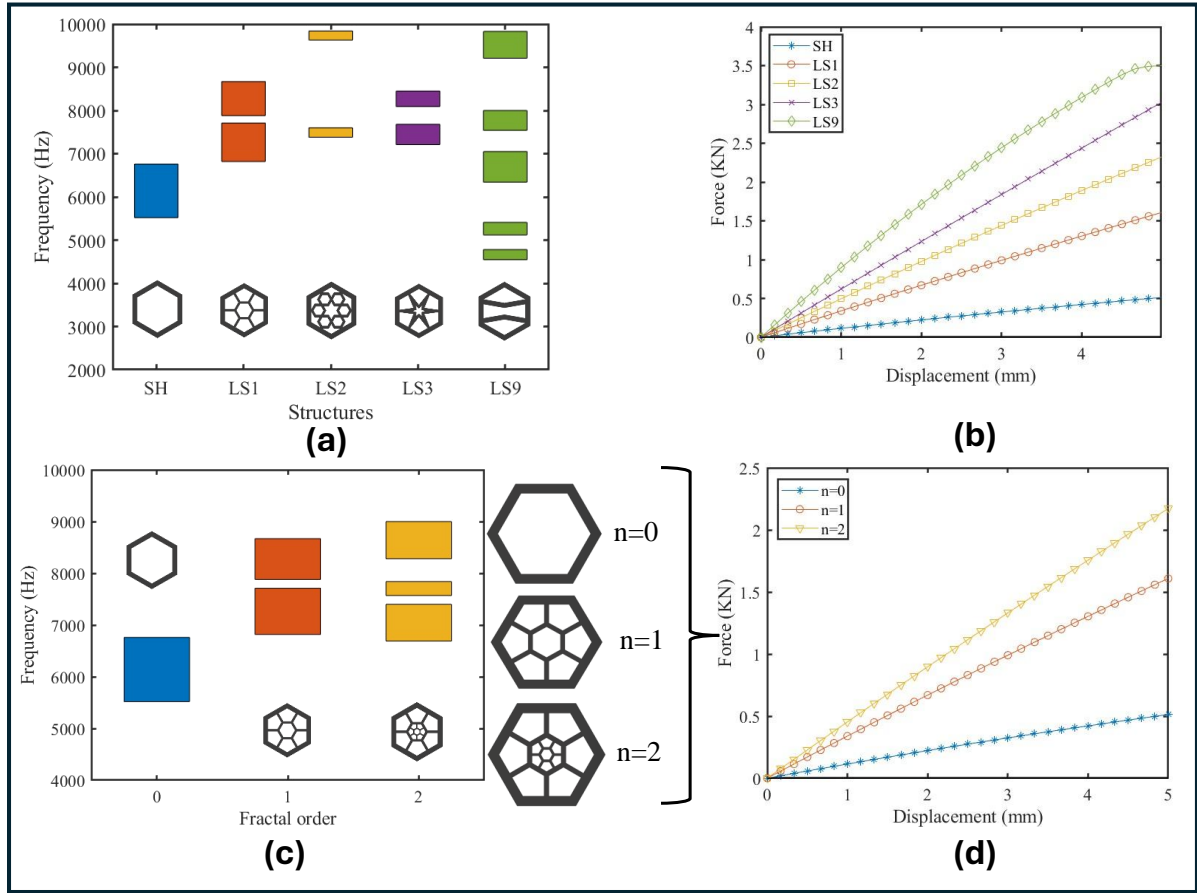 10000
9000
8000
7000
6000
5000
4000
3000
2000
Frequency (Hz)
SH LS1 LS2 LS3 LS9
Structures
(a)
4
3.5
3
2.5
2
1.5
1
0.5
0
Force (KN)
SH
LS1
LS2
LS3
LS9
0 1 2 3 4
Displacement (mm)
(b)
10000
9000
8000
7000
6000
5000
4000
Frequency (Hz)
0 1 2
Fractal order
(c)
n=0
n=1
n=2
2.5
2
1.5
1
0.5
0
Force (KN)
n=0
n=1
n=2
0 1 2 3 4 5
Displacement (mm)
(d)